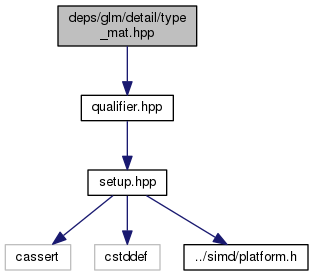 deps/glm/detail/type
_mat.hpp
qualifier.hpp
setup.hpp
cassert
cstddef
../simd/platform.h